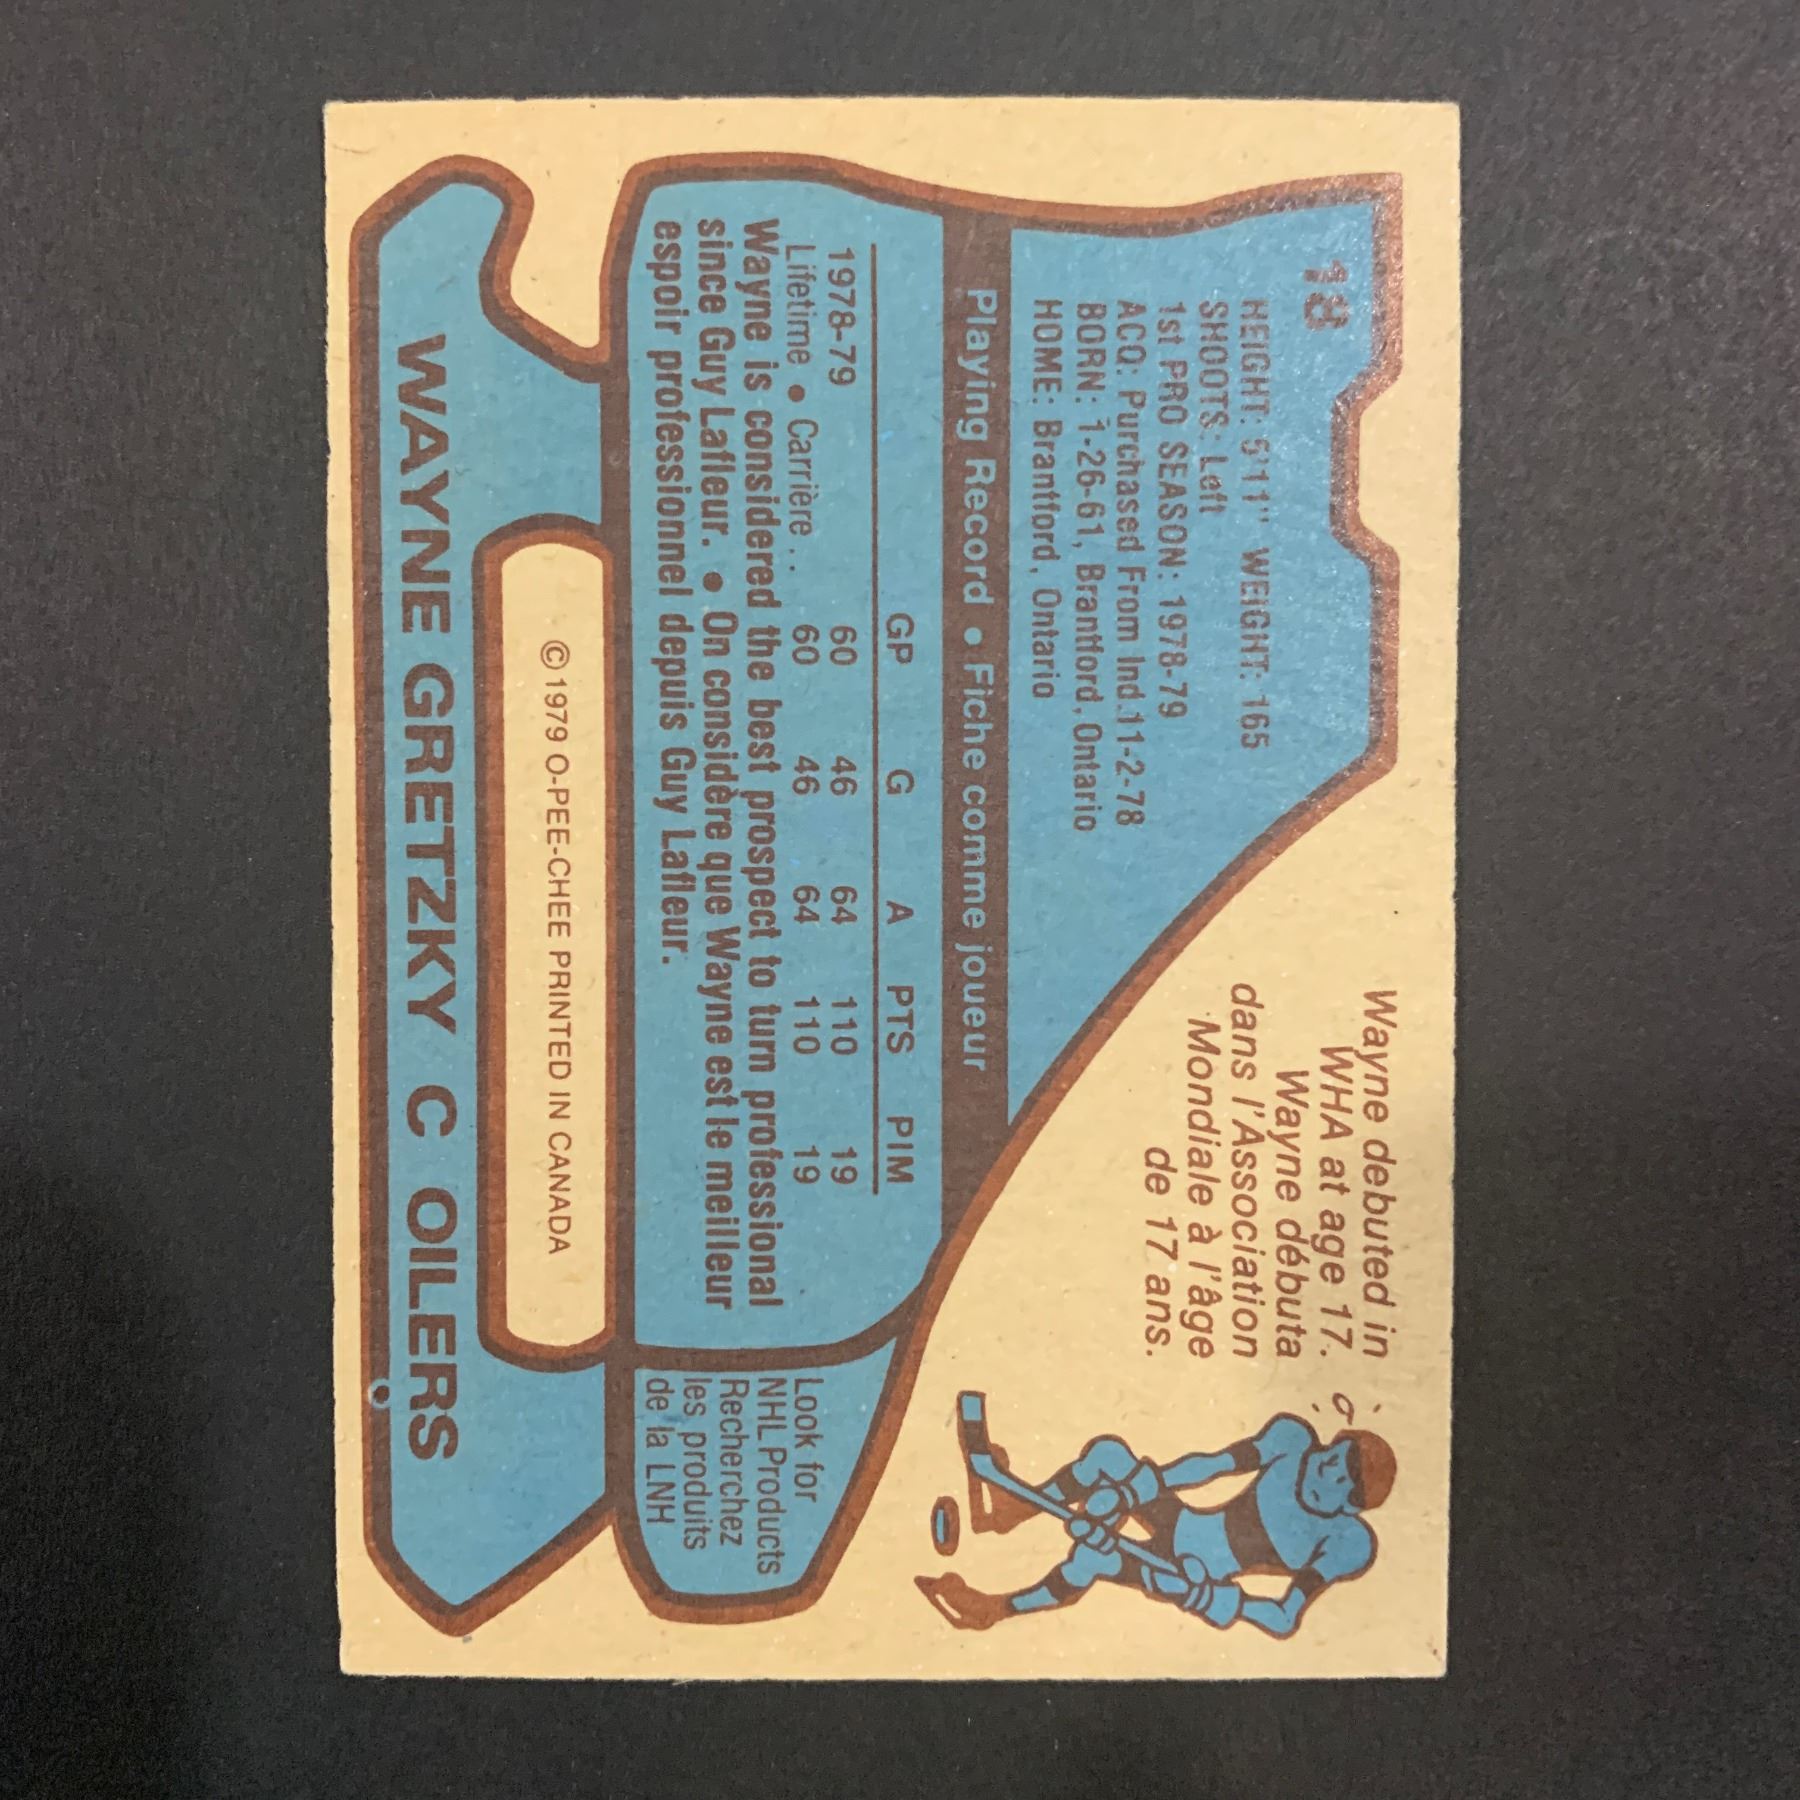 18
HEIGHT: 5'11" WEIGHT: 165
SHOOTS: Left
1st PRO SEASON: 1978-79
ACQ: Purchased From Ind.11-2-78
BORN: 1-26-61, Brantford, Ontario
HOME: Brantford, Ontario
Wayne debuted in
WHA at age 17.
Wayne débuta
dans l'Association
Mondiale à l'âge
de 17 ans.
Playing Record • Fiche comme joueur
GP G A PTS PIM
1978-79 60 46 64 110 19
Lifetime • Carrière . . 60 46 64 110 19
Wayne is considered the best prospect to turn professional
since Guy Lafleur. • On considère que Wayne est le meilleur
espoir professionnel depuis Guy Lafleur.
Look for
NHL Products
Recherchez
les produits
de la LNH
© 1979 O-PEE-CHEE PRINTED IN CANADA
WAYNE GRETZKY C OILERS